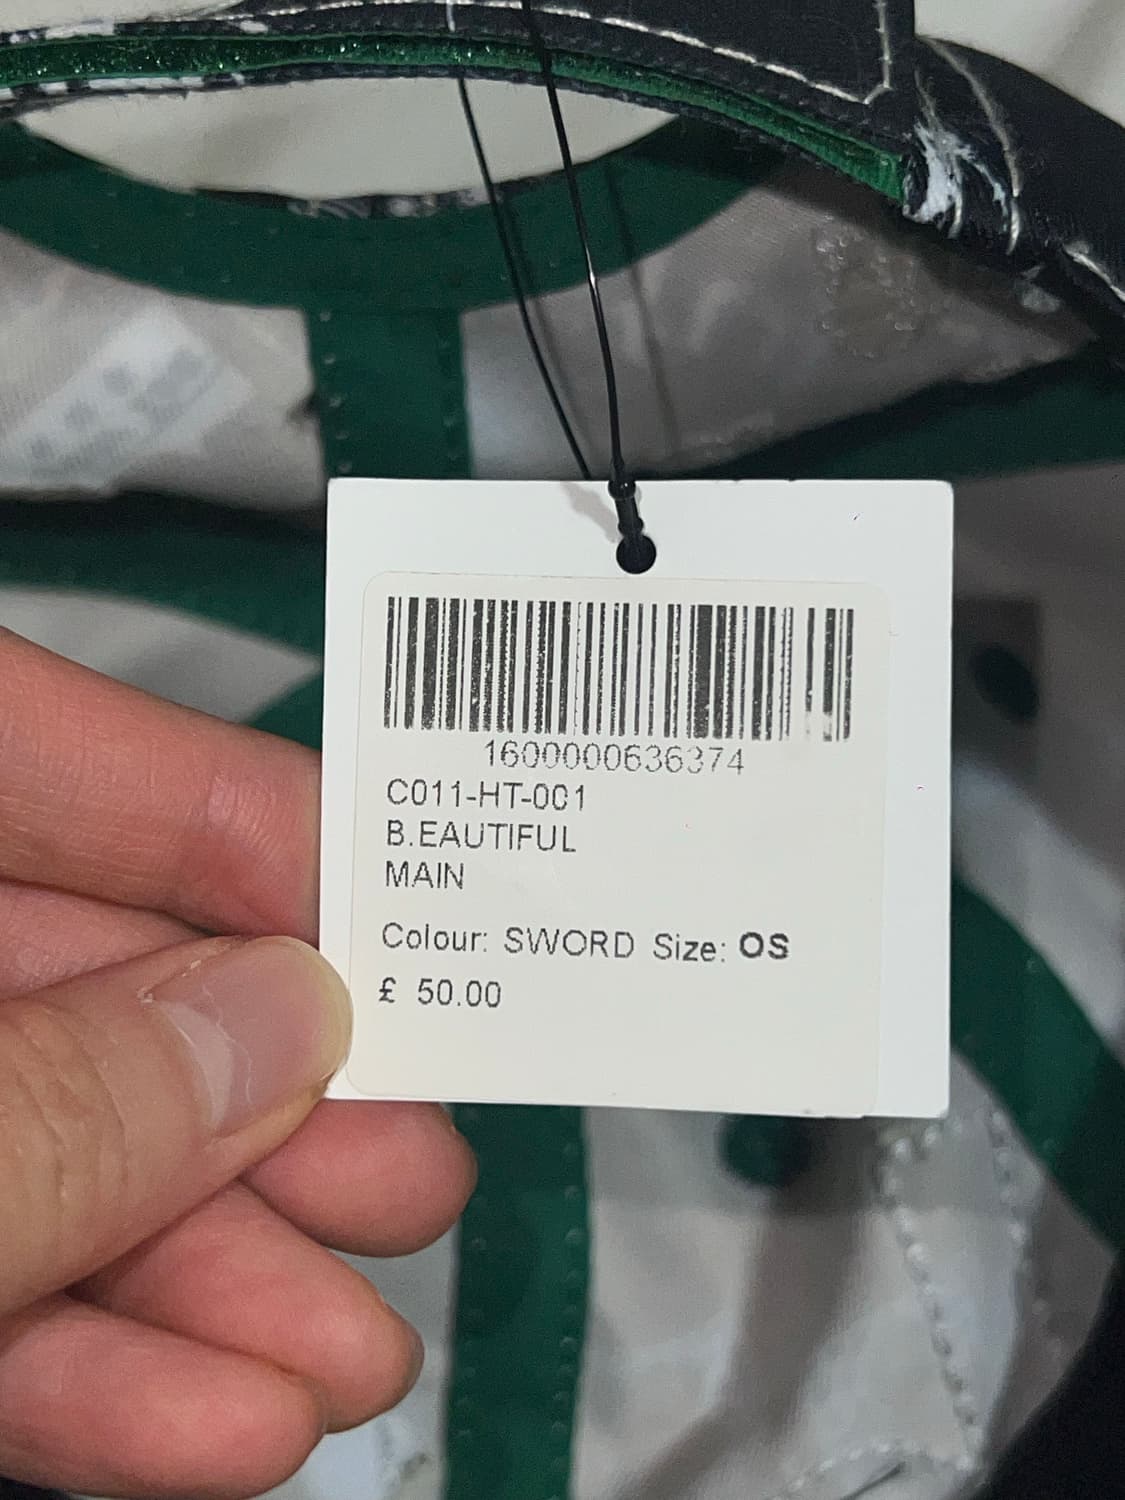 1600000636374
C011-HT-001
B.EAUTIFUL
MAIN
Colour: SWORD Size: OS
£ 50.00